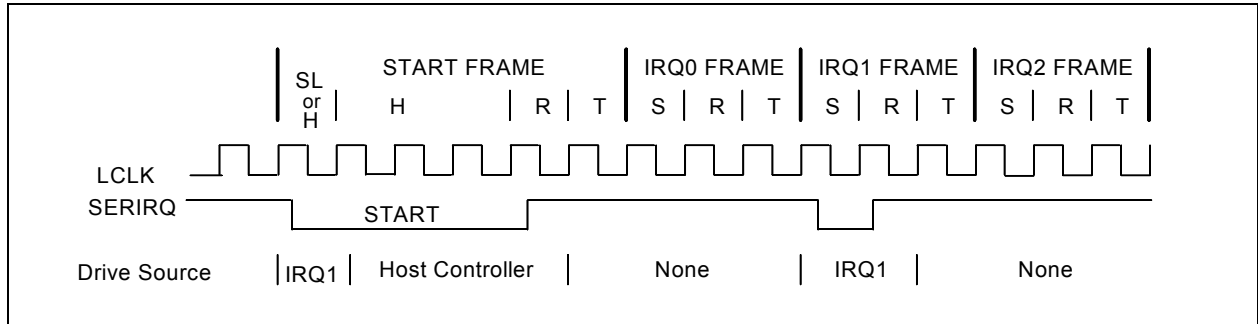 START FRAME IRQ0 FRAME IRQ1 FRAME IRQ2 FRAME
SL
or
H
H R T S R T S R T S R T
LCLK
SERIRQ
START
Drive Source IRQ1 Host Controller None IRQ1 None